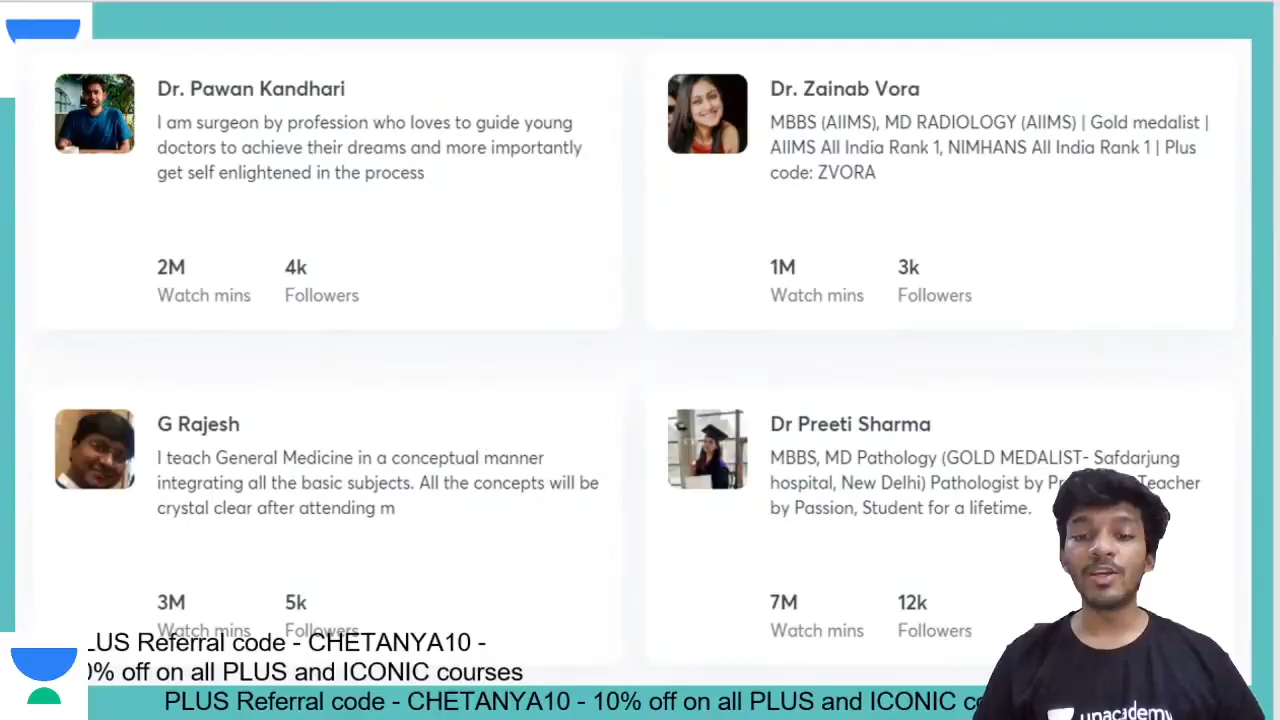 Dr. Pawan Kandhari
I am surgeon by profession who loves to guide young
doctors to achieve their dreams and more importantly
get self enlightened in the process
2M 4k
Watch mins Followers
Dr. Zainab Vora
MBBS (AIIMS), MD RADIOLOGY (AIIMS) | Gold medalist |
AIIMS All India Rank 1, NIMHANS All India Rank 1 | Plus
code: ZVORA
1M 3k
Watch mins Followers
G Rajesh
I teach General Medicine in a conceptual manner
integrating all the basic subjects. All the concepts will be
crystal clear after attending m
3M 5k
Watch mins Followers
Dr Preeti Sharma
MBBS, MD Pathology (GOLD MEDALIST- Safdarjung
hospital, New Delhi) Pathologist by Teacher
by Passion, Student for a lifetime.
7M 12k
Watch mins Followers
LUS Referral code - CHETANYA10 -
0% off on all PLUS and ICONIC courses
PLUS Referral code - CHETANYA10 - 10% off on all PLUS and ICONIC
unacademy